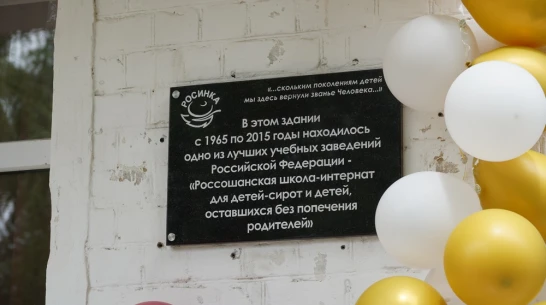 РОСИНКА
«...скольким поколениям детей
мы здесь вернули званье Человека...»
В этом здании
с 1965 по 2015 годы находилось
одно из лучших учебных заведений
Российской Федерации -
«Россошанская школа-интернат
для детей-сирот и детей,
оставшихся без попечения
родителей»